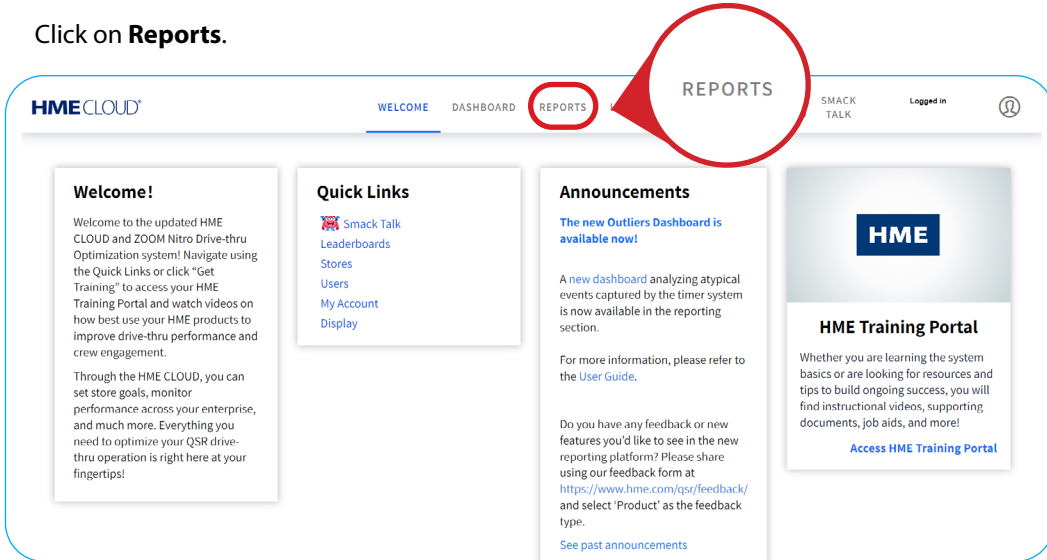 Click on Reports.
REPORTS
HME CLOUD®
WELCOME DASHBOARD REPORTS SMACK TALK Logged in
Welcome!
Welcome to the updated HME
CLOUD and ZOOM Nitro Drive-thru
Optimization system! Navigate using
the Quick Links or click “Get
Training” to access your HME
Training Portal and watch videos on
how best use your HME products to
improve drive-thru performance and
crew engagement.
Through the HME CLOUD, you can
set store goals, monitor
performance across your enterprise,
and much more. Everything you
need to optimize your QSR drive-
thru operation is right here at your
fingertips!
Quick Links
Smack Talk
Leaderboards
Stores
Users
My Account
Display
Announcements
The new Outliers Dashboard is
available now!
A new dashboard analyzing atypical
events captured by the timer system
is now available in the reporting
section.
For more information, please refer to
the User Guide.
Do you have any feedback or new
features you'd like to see in the new
reporting platform? Please share
using our feedback form at
https://www.hme.com/qsr/feedback/
and select 'Product' as the feedback
type.
See past announcements
HME
HME Training Portal
Whether you are learning the system
basics or are looking for resources and
tips to build ongoing success, you will
find instructional videos, supporting
documents, job aids, and more!
Access HME Training Portal